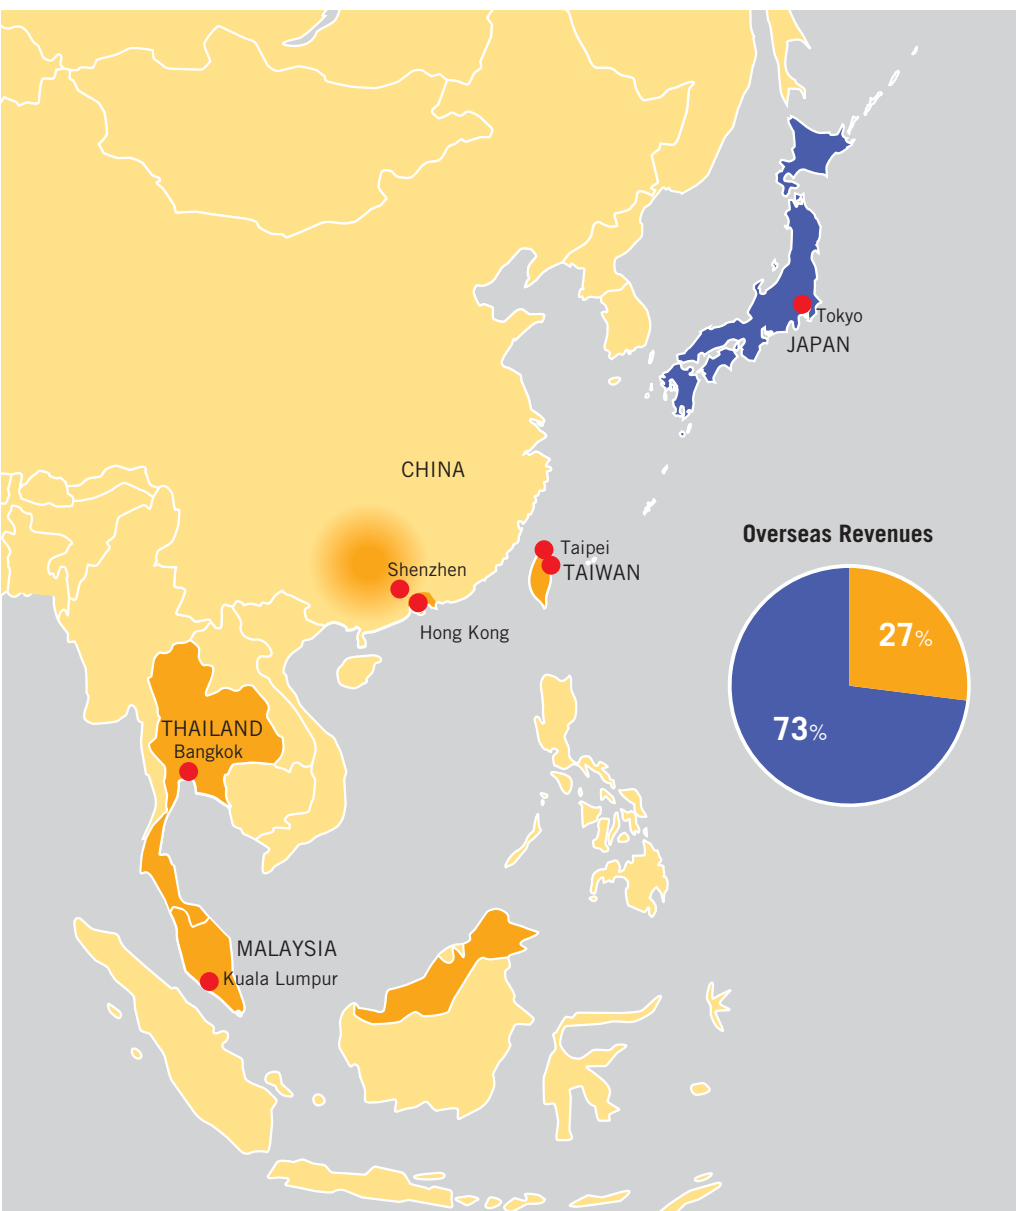 Tokyo
JAPAN
CHINA
Overseas Revenues
Taipei
TAIWAN
Shenzhen
Hong Kong
27%
73%
THAILAND
Bangkok
MALAYSIA
Kuala Lumpur